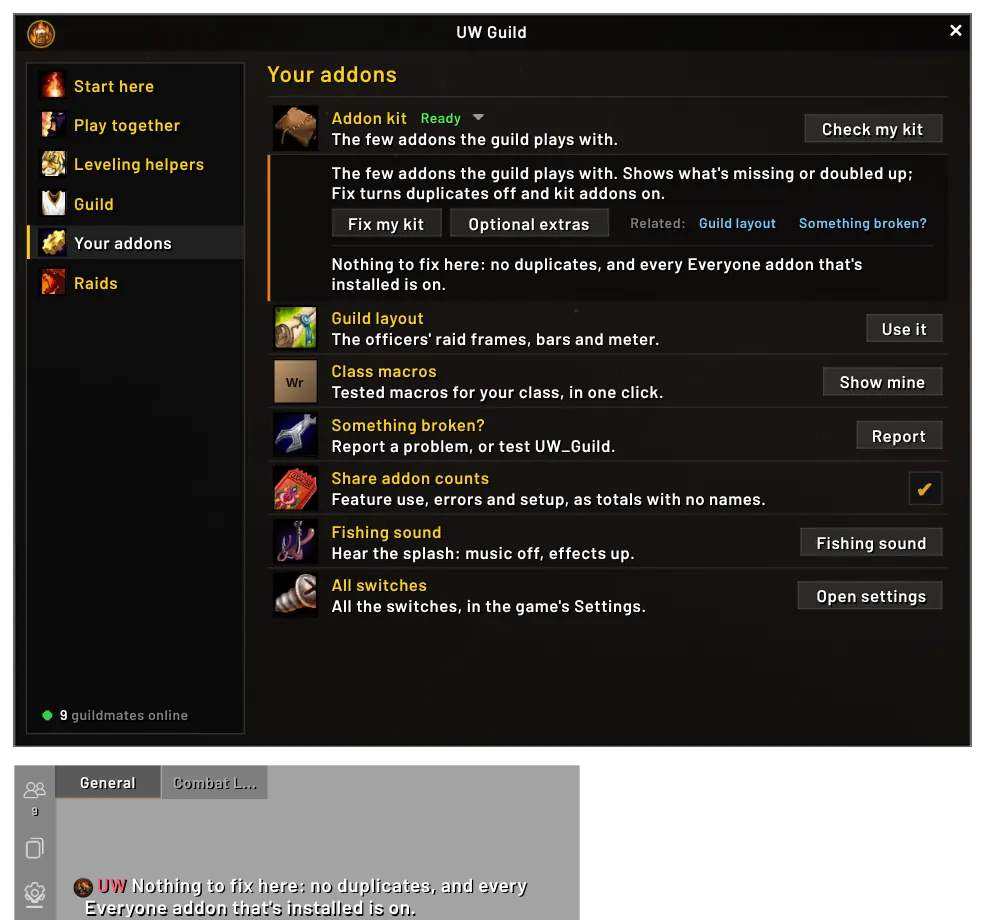 UW Guild
Start here
Play together
Leveling helpers
Guild
Your addons
Raids
9 guildmates online
Your addons
Addon kit Ready
The few addons the guild plays with.
Check my kit
The few addons the guild plays with. Shows what's missing or doubled up;
Fix turns duplicates off and kit addons on.
Fix my kit Optional extras Related: Guild layout Something broken?
Nothing to fix here: no duplicates, and every Everyone addon that's
installed is on.
Guild layout
The officers' raid frames, bars and meter.
Use it
Wr
Class macros
Tested macros for your class, in one click.
Show mine
Something broken?
Report a problem, or test UW_Guild.
Report
Share addon counts
Feature use, errors and setup, as totals with no names.
Fishing sound
Hear the splash: music off, effects up.
Fishing sound
All switches
All the switches, in the game's Settings.
Open settings
General Combat L...
9
UW Nothing to fix here: no duplicates, and every
Everyone addon that's installed is on.